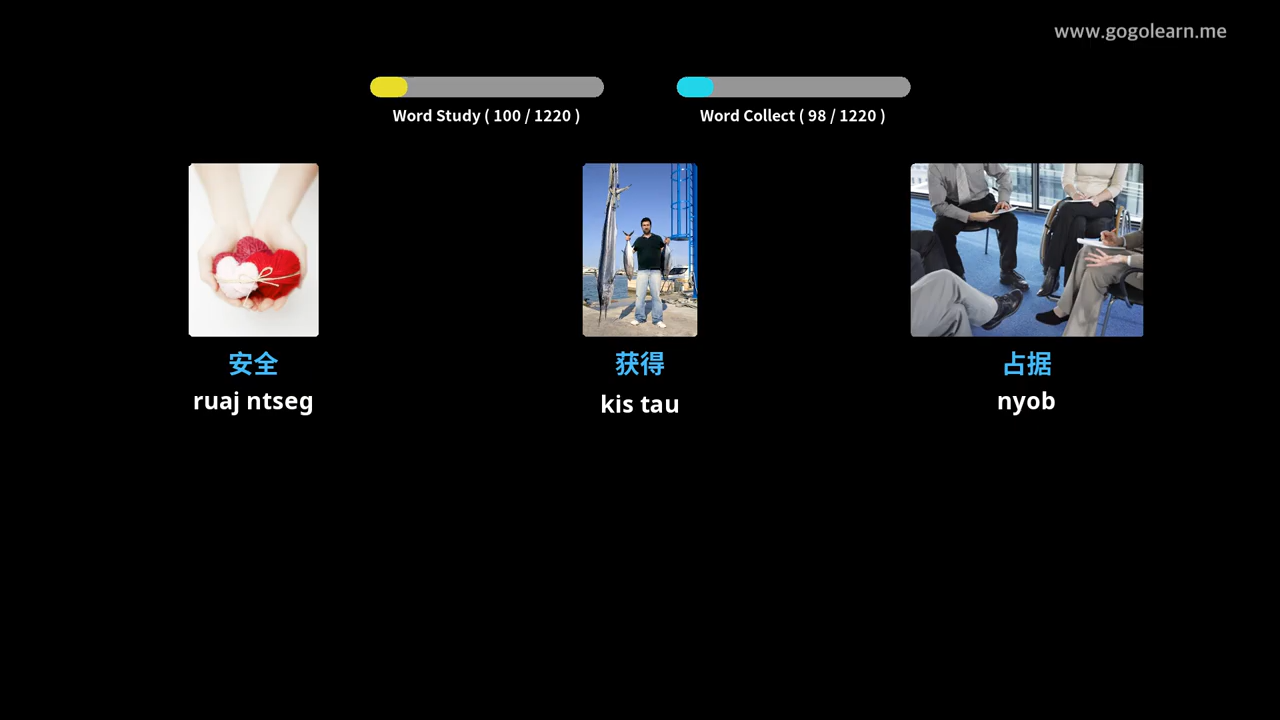 www.gogolearn.me
Word Study ( 100 / 1220 )
Word Collect ( 98 / 1220 )
安全
获得
占据
ruaj ntseg
kis tau
nyob